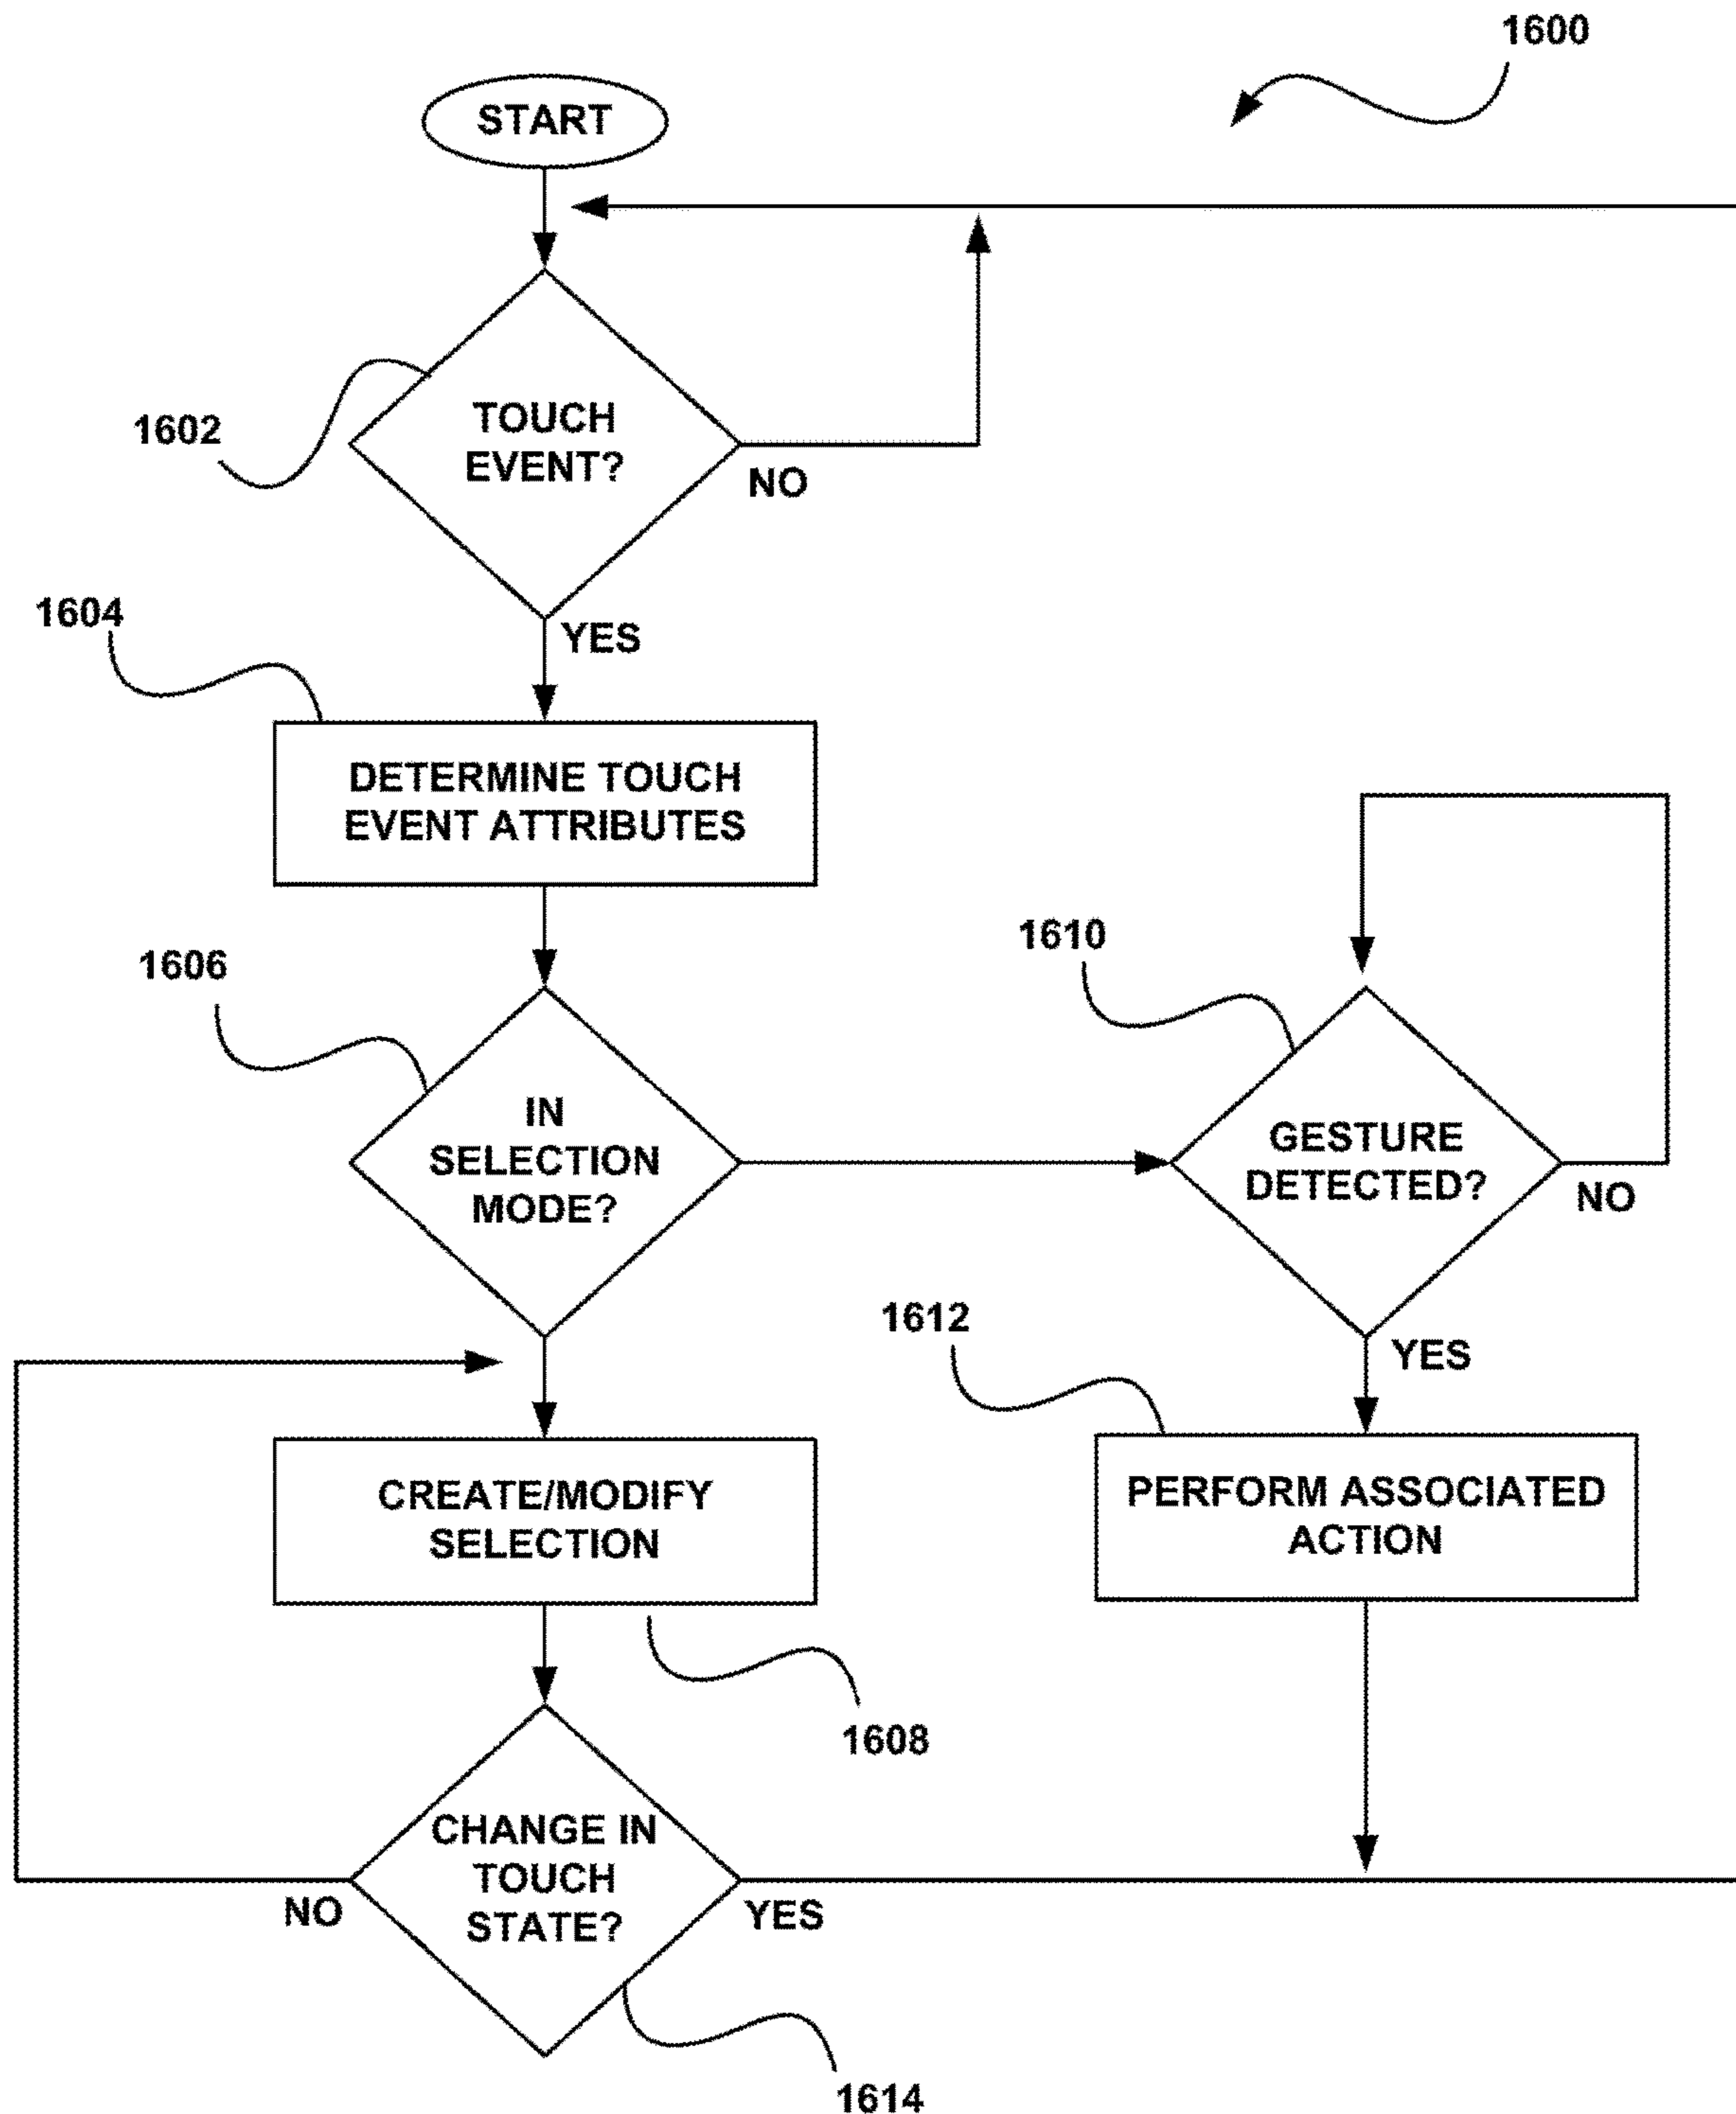 1600
START
1602
TOUCH
EVENT?
NO
1604
YES
DETERMINE TOUCH
EVENT ATTRIBUTES
1606
1610
IN
SELECTION
MODE?
GESTURE
DETECTED?
NO
1612
YES
CREATE/MODIFY
SELECTION
PERFORM ASSOCIATED
ACTION
1608
CHANGE IN
TOUCH
STATE?
NO
YES
1614